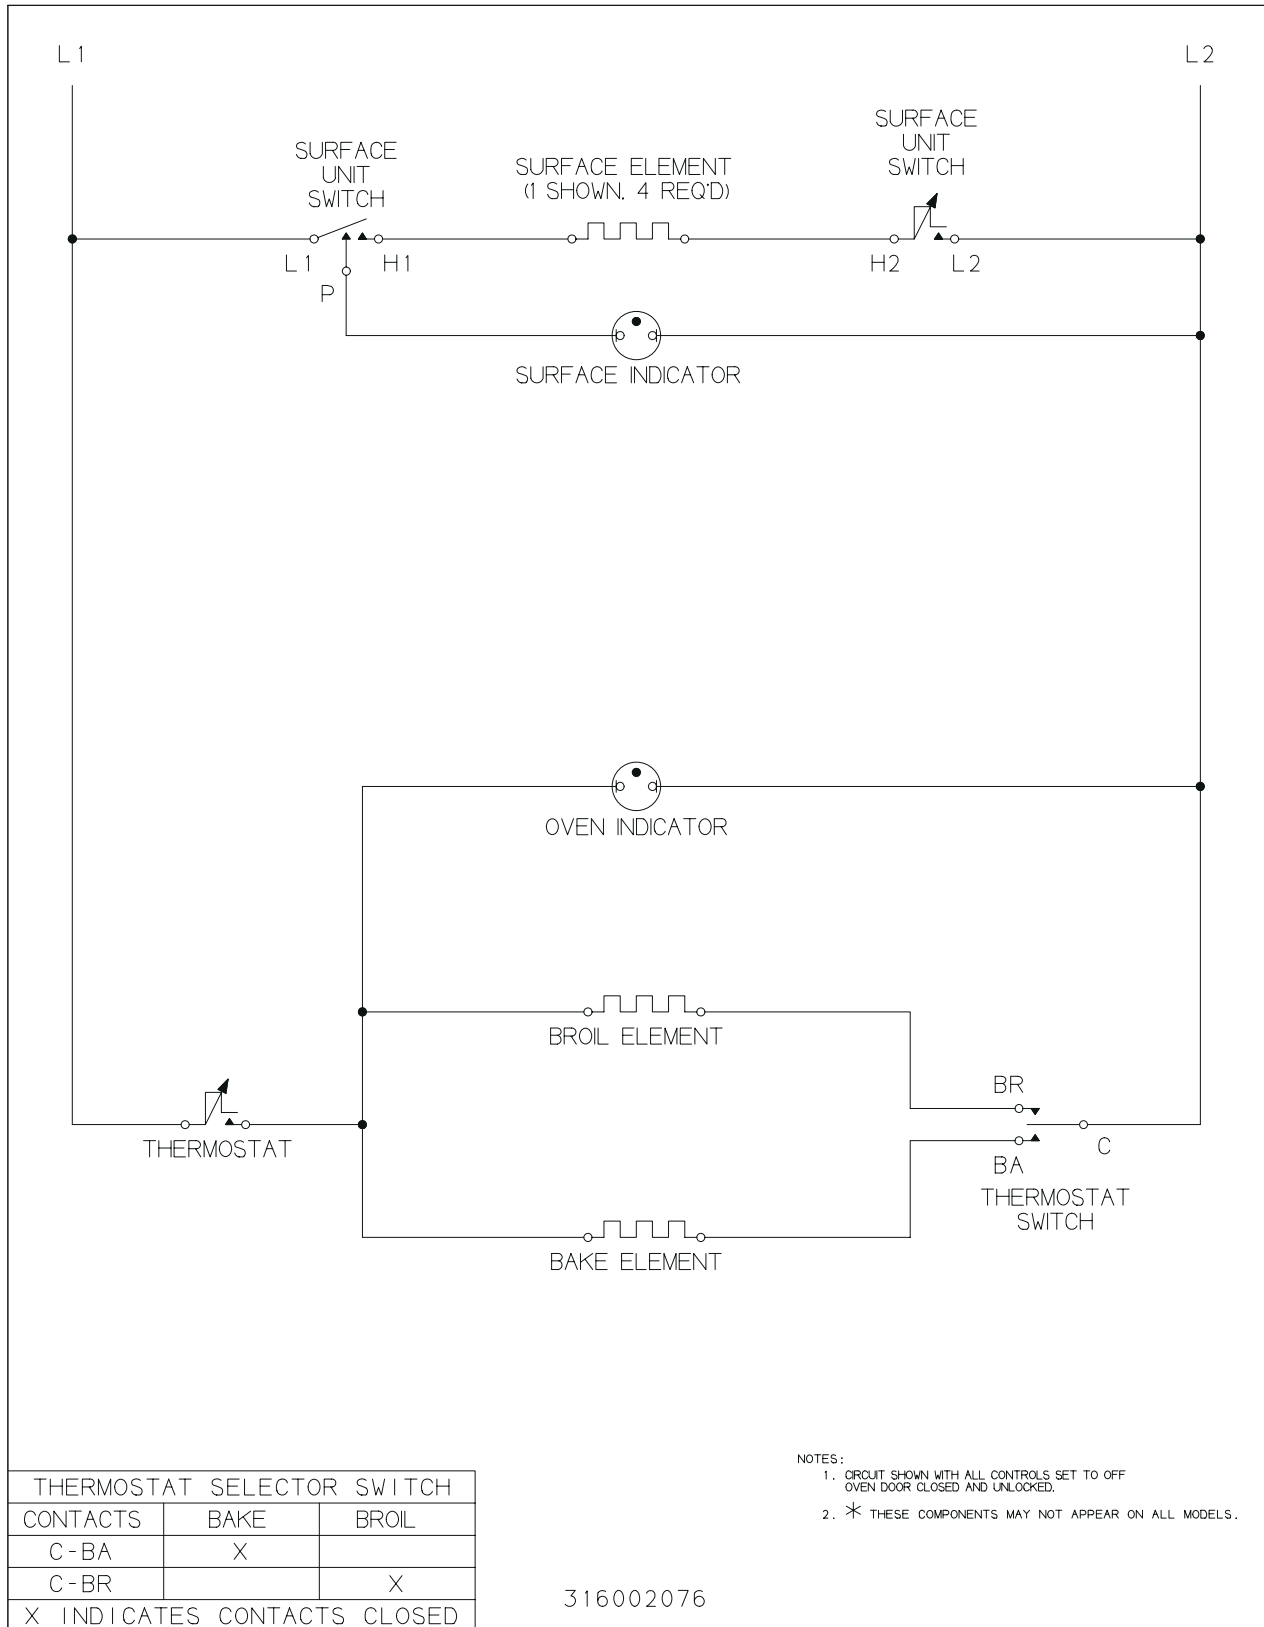 L1
L2
SURFACE
UNIT
SWITCH
SURFACE ELEMENT
(1 SHOWN. 4 REQ'D)
SURFACE
UNIT
SWITCH
L1
H1
P
H2
L2
SURFACE INDICATOR
OVEN INDICATOR
BROIL ELEMENT
THERMOSTAT
BR
BA
C
THERMOSTAT
SWITCH
BAKE ELEMENT
THERMOSTAT SELECTOR SWITCH
CONTACTS BAKE BROIL
C-BA X
C-BR X
X INDICATES CONTACTS CLOSED
NOTES:
1. CIRCUIT SHOWN WITH ALL CONTROLS SET TO OFF
OVEN DOOR CLOSED AND UNLOCKED.
2. * THESE COMPONENTS MAY NOT APPEAR ON ALL MODELS.
316002076